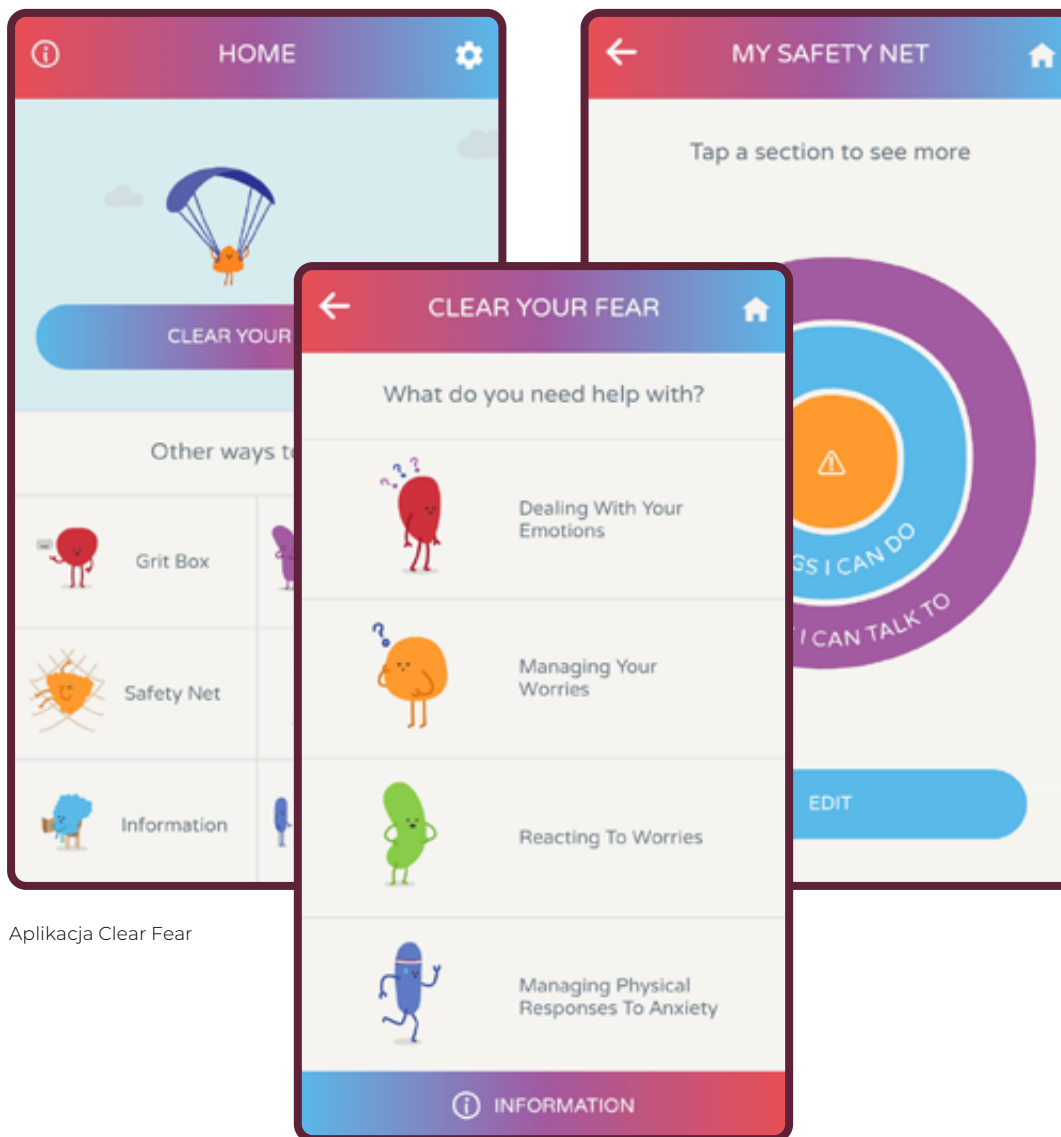 HOME
CLEAR YOUR
Other ways to
Grit Box
Safety Net
Information
CLEAR YOUR FEAR
What do you need help with?
Dealing With Your
Emotions
Managing Your
Worries
Reacting To Worries
Managing Physical
Responses To Anxiety
INFORMATION
MY SAFETY NET
Tap a section to see more
I CAN DO
I CAN TALK TO
EDIT
Aplikacja Clear Fear